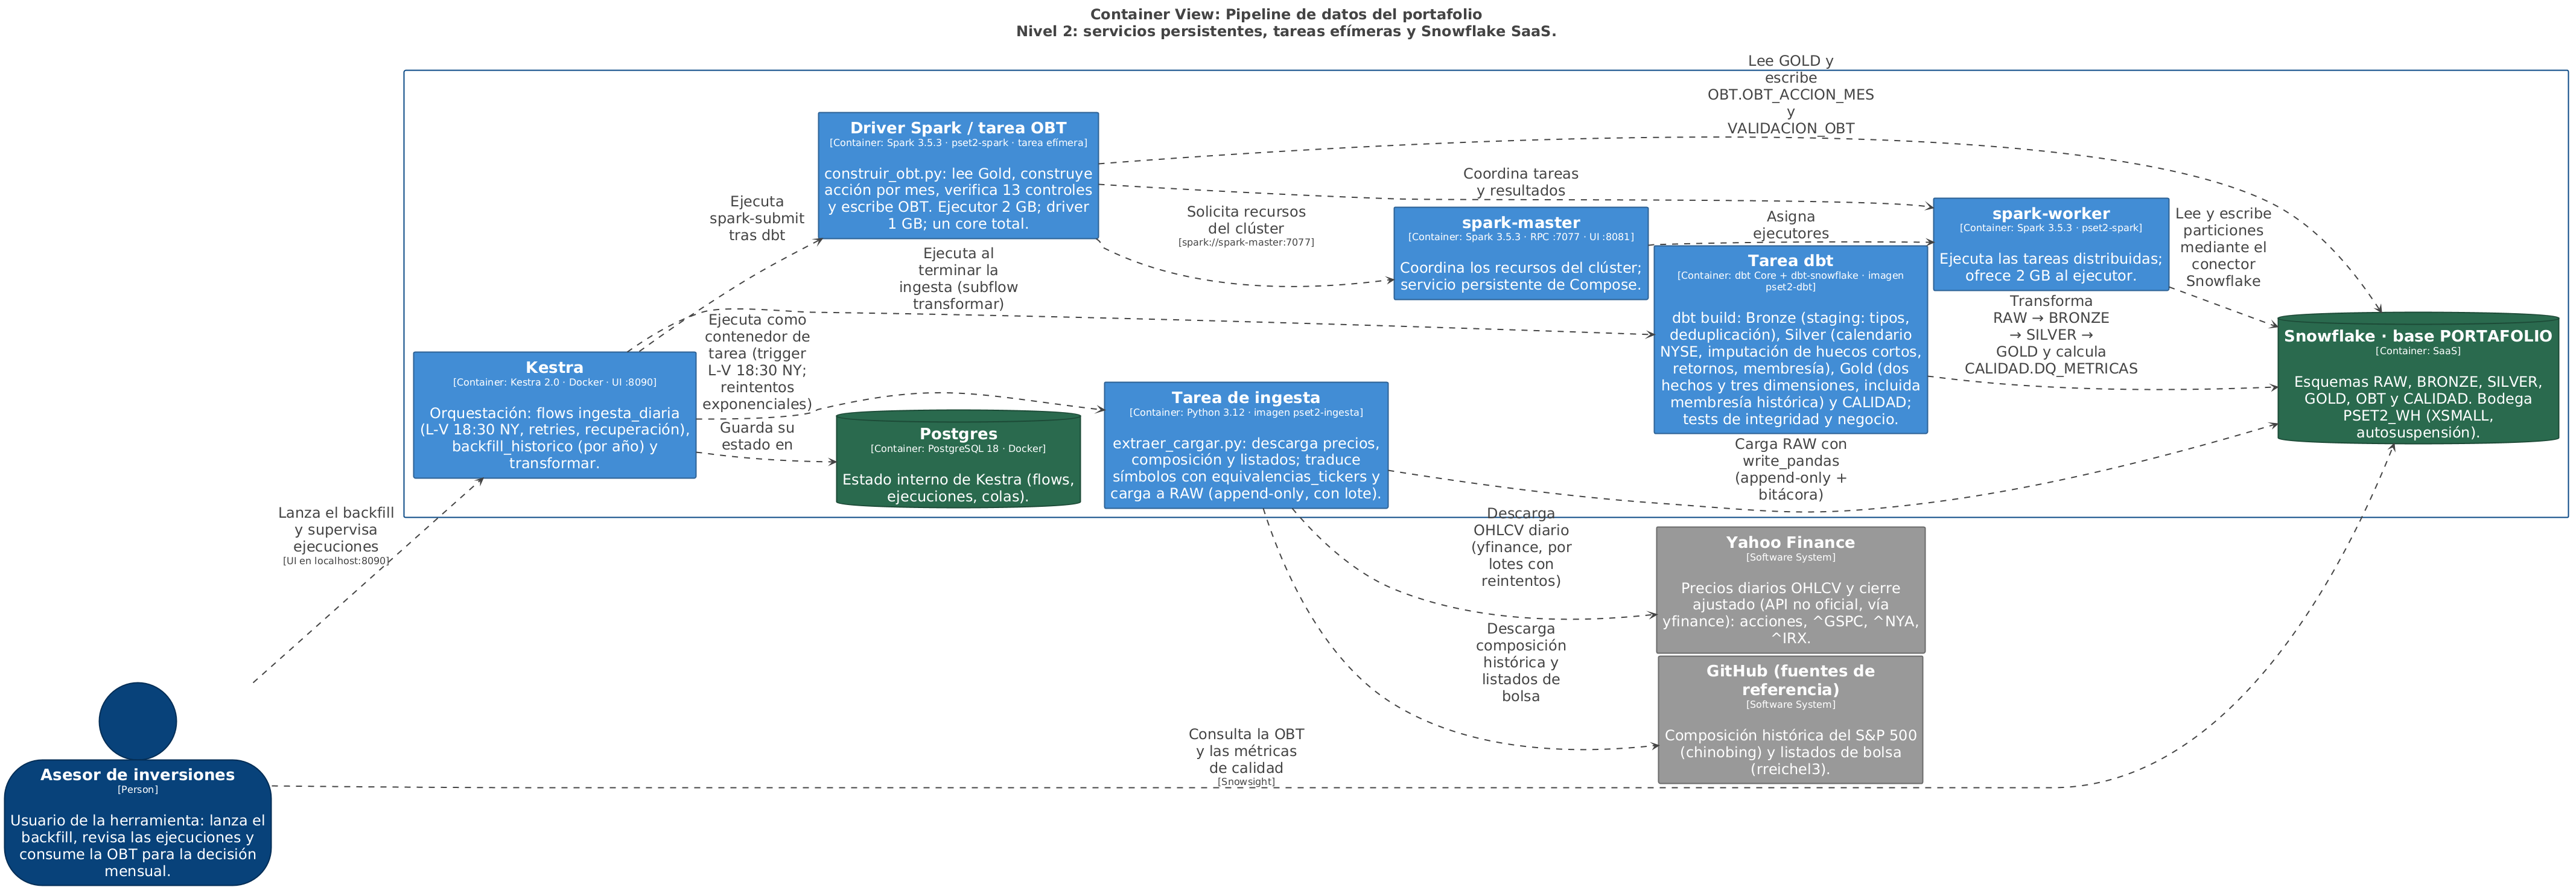 Container View: Pipeline de datos del portafolio
Nivel 2: servicios persistentes, tareas efímeras y Snowflake SaaS.
Lee GOLD y
escribe
OBT.OBT_ACCION_MES
y
VALIDACION_OBT
Driver Spark / tarea OBT
[Container: Spark 3.5.3 · pset2-spark · tarea efímera]
construir_obt.py: lee Gold, construye
acción por mes, verifica 13 controles
y escribe OBT. Ejecutor 2 GB; driver
1 GB; un core total.
Coordina tareas
y resultados
Ejecuta
spark-submit
tras dbt
Solicita recursos
del clúster
[spark://spark-master:7077]
spark-master
[Container: Spark 3.5.3 · RPC :7077 · UI :8081]
Coordina los recursos del clúster;
servicio persistente de Compose.
Asigna
ejecutores
spark-worker
[Container: Spark 3.5.3 · pset2-spark]
Ejecuta las tareas distribuidas;
ofrece 2 GB al ejecutor.
Lee y escribe
particiones
mediante el
conector
Snowflake
Ejecuta al
terminar la
ingesta (subflow
transformar)
Tarea dbt
[Container: dbt Core + dbt-snowflake · imagen
pset2-dbt]
dbt build: Bronze (staging: tipos,
deduplicación), Silver (calendario
NYSE, imputación de huecos cortos,
retornos, membresía), Gold (dos
hechos y tres dimensiones, incluida
membresía histórica) y CALIDAD;
tests de integridad y negocio.
Transforma
RAW → BRONZE
→ SILVER →
GOLD y calcula
CALIDAD.DQ_METRICAS
Snowflake · base PORTAFOLIO
[Container: SaaS]
Esquemas RAW, BRONZE, SILVER,
GOLD, OBT y CALIDAD. Bodega
PSET2_WH (XSMALL,
autosuspensión).
Kestra
[Container: Kestra 2.0 · Docker · UI :8090]
Orquestación: flows ingesta_diaria
(L-V 18:30 NY, retries, recuperación),
backfill_historico (por año) y
transformar.
Ejecuta como
contenedor de
tarea (trigger
L-V 18:30 NY;
reintentos
exponenciales)
Guarda su
estado en
Postgres
[Container: PostgreSQL 18 · Docker]
Estado interno de Kestra (flows,
ejecuciones, colas).
Tarea de ingesta
[Container: Python 3.12 · imagen pset2-ingesta]
extraer_cargar.py: descarga precios,
composición y listados; traduce
símbolos con equivalencias_tickers y
carga a RAW (append-only, con lote).
Carga RAW con
write_pandas
(append-only +
bitácora)
Lanza el backfill
y supervisa
ejecuciones
[UI en localhost:8090]
Descarga
OHLCV diario
(yfinance, por
lotes con
reintentos)
Yahoo Finance
[Software System]
Precios diarios OHLCV y cierre
ajustado (API no oficial, vía
yfinance): acciones, ^GSPC, ^NYA,
^IRX.
Descarga
composición
histórica y
listados de
bolsa
GitHub (fuentes de
referencia)
[Software System]
Composición histórica del S&P 500
(chinobing) y listados de bolsa
(rreichel3).
Consulta la OBT
y las métricas
de calidad
[Snowsight]
Asesor de inversiones
[Person]
Usuario de la herramienta: lanza el
backfill, revisa las ejecuciones y
consume la OBT para la decisión
mensual.